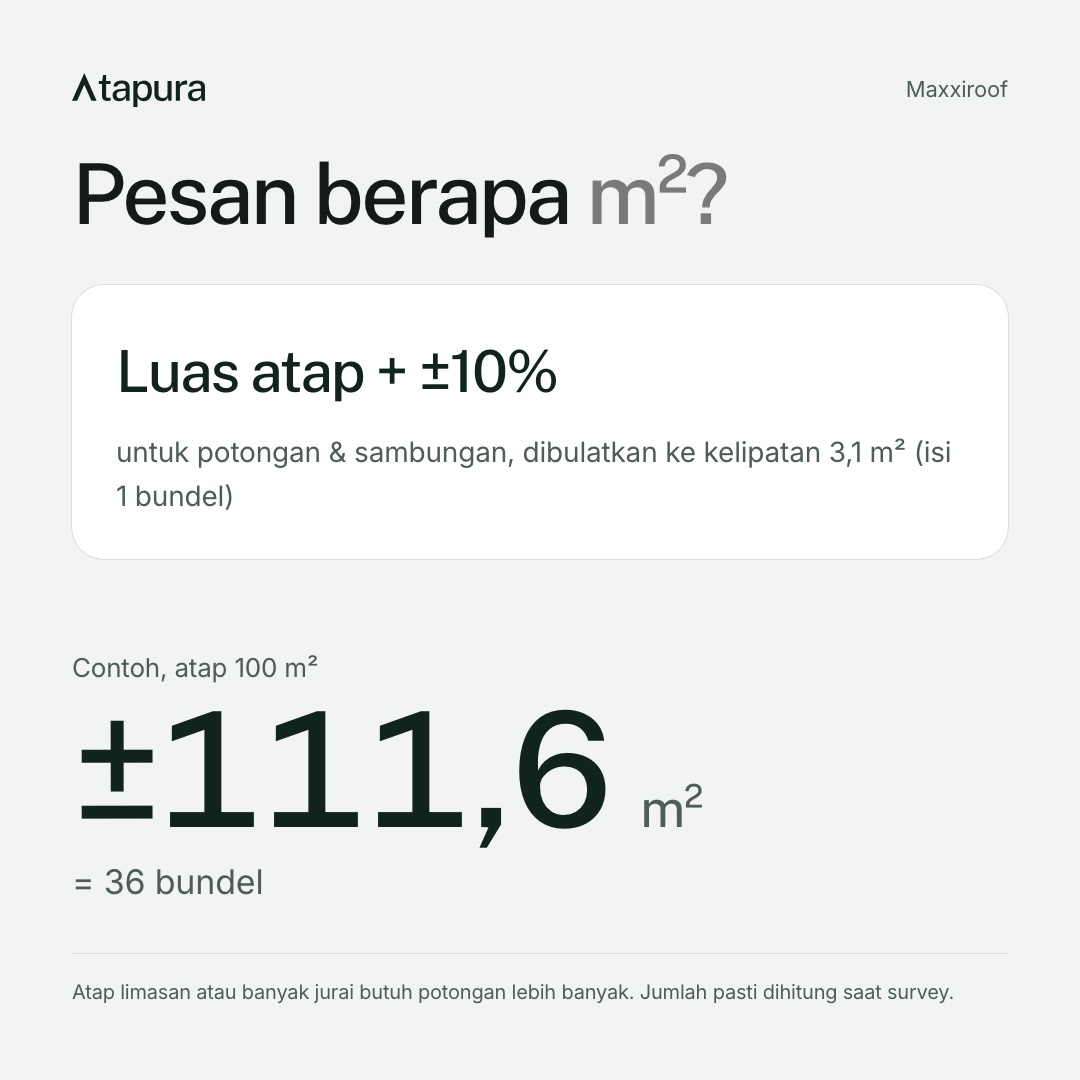 Atapura
Maxxiroof
Pesan berapa m²?
Luas atap + ±10%
untuk potongan & sambungan, dibulatkan ke kelipatan 3,1 m² (isi
1 bundel)
Contoh, atap 100 m²
±111,6 m²
= 36 bundel
Atap limasan atau banyak jurai butuh potongan lebih banyak. Jumlah pasti dihitung saat survey.